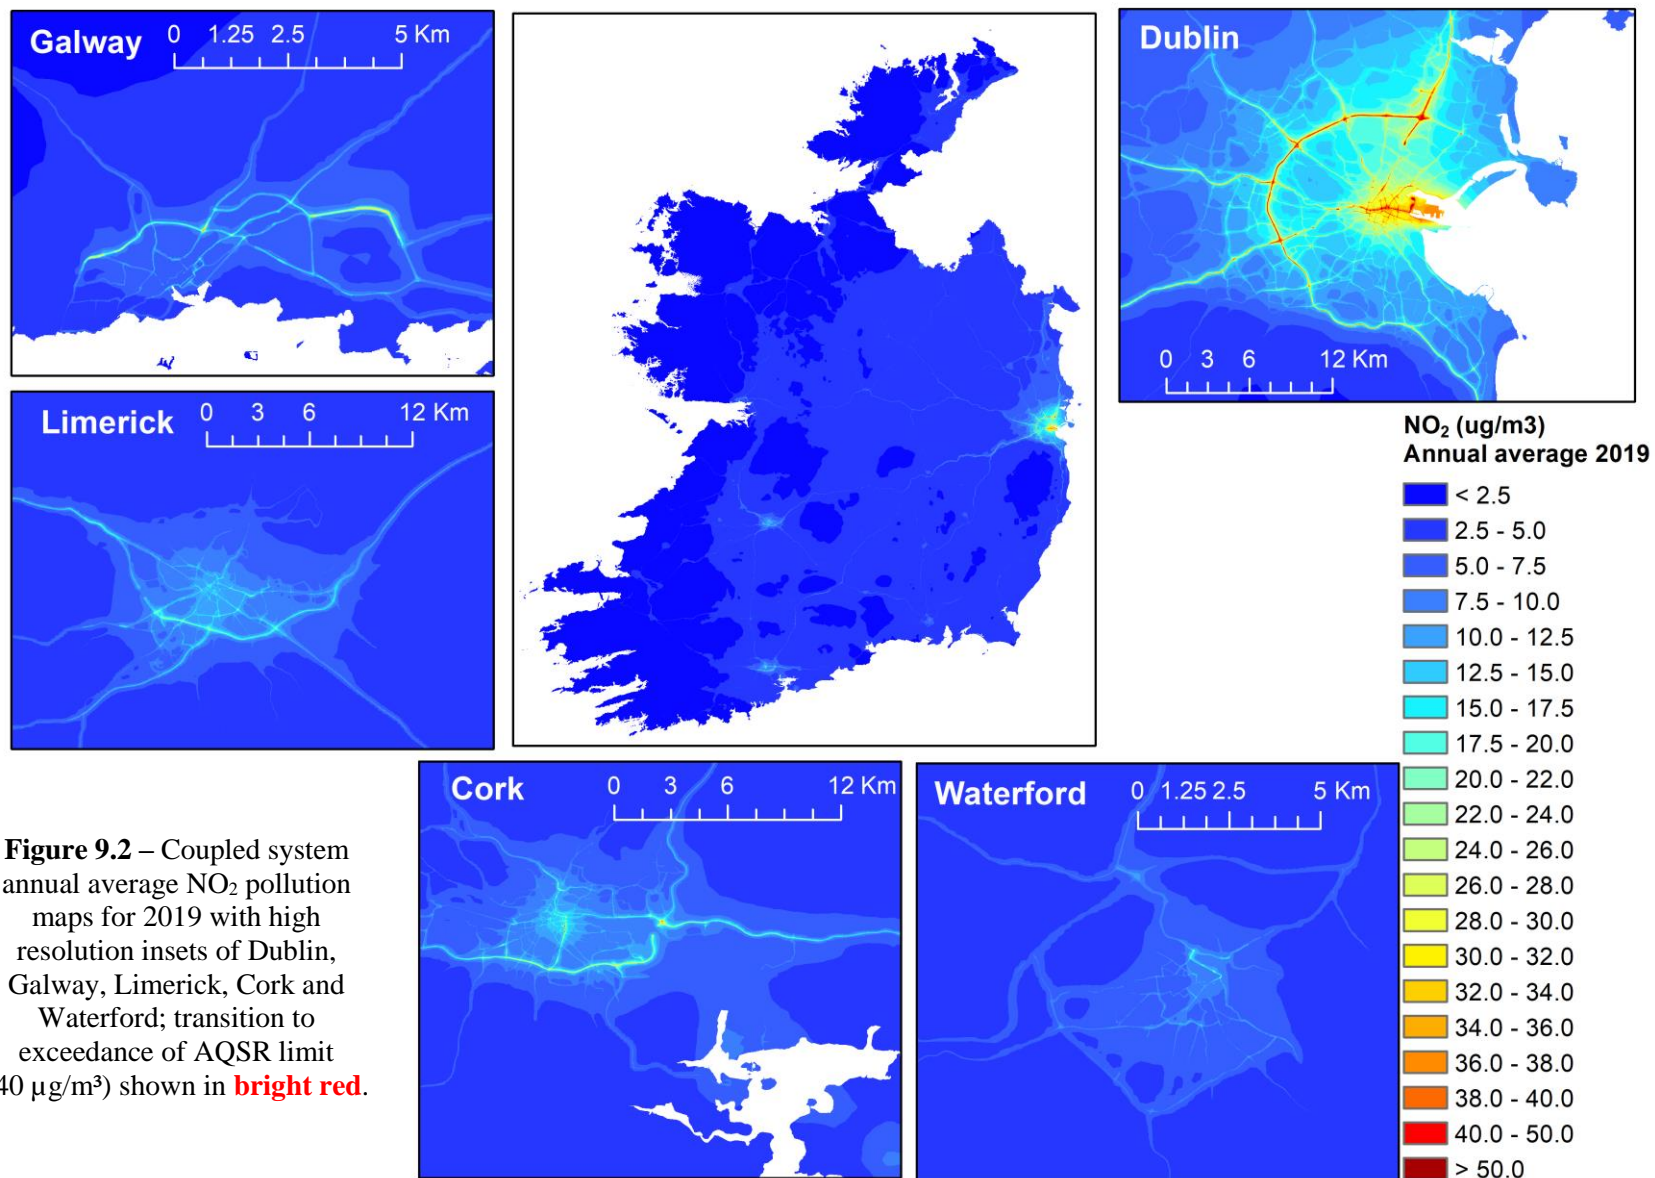 Galway
0 1.25 2.5 5 Km
Dublin
0 3 6 12 Km
Limerick
0 3 6 12 Km
NO₂ (ug/m3)
Annual average 2019
< 2.5
2.5 - 5.0
5.0 - 7.5
7.5 - 10.0
10.0 - 12.5
12.5 - 15.0
15.0 - 17.5
17.5 - 20.0
20.0 - 22.0
22.0 - 24.0
24.0 - 26.0
26.0 - 28.0
28.0 - 30.0
30.0 - 32.0
32.0 - 34.0
34.0 - 36.0
36.0 - 38.0
38.0 - 40.0
40.0 - 50.0
> 50.0
Cork
0 3 6 12 Km
Waterford
0 1.25 2.5 5 Km
Figure 9.2 – Coupled system
annual average NO₂ pollution
maps for 2019 with high
resolution insets of Dublin,
Galway, Limerick, Cork and
Waterford; transition to
exceedance of AQSR limit
40 µg/m³) shown in bright red.